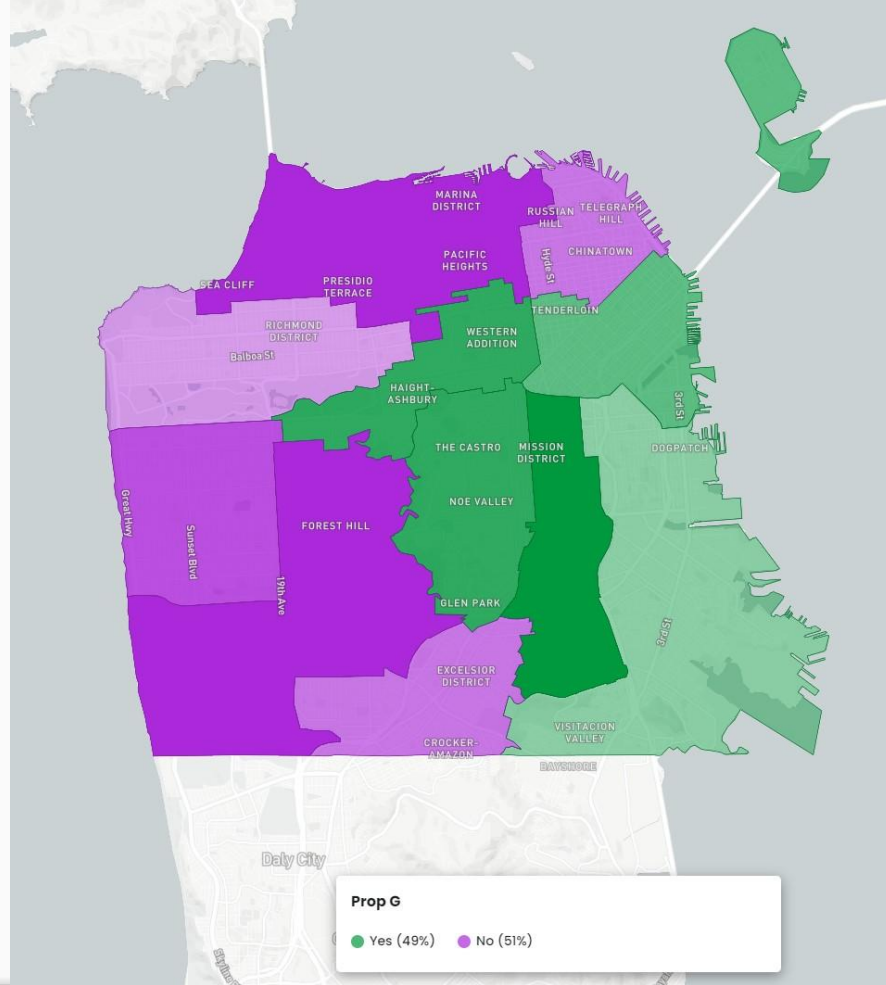 MARINA
DISTRICT
RUSSIAN
HILL
TELEGRAPH
HILL
CHINATOWN
Hyde St
PACIFIC
HEIGHTS
SEA CLIFF
PRESIDIO
TERRACE
TENDERLOIN
RICHMOND
DISTRICT
Balboa St
WESTERN
ADDITION
HAIGHT-
ASHBURY
3rd St
THE CASTRO
MISSION
DISTRICT
DOGPATCH
Great Hwy
Sunset Blvd
FOREST HILL
NOE VALLEY
19th Ave
GLEN PARK
3rd St
EXCELSIOR
DISTRICT
VISITACION
VALLEY
CROCKER-
AMAZON
BAYSHORE
Daly City
Prop G
Yes (49%) No (51%)